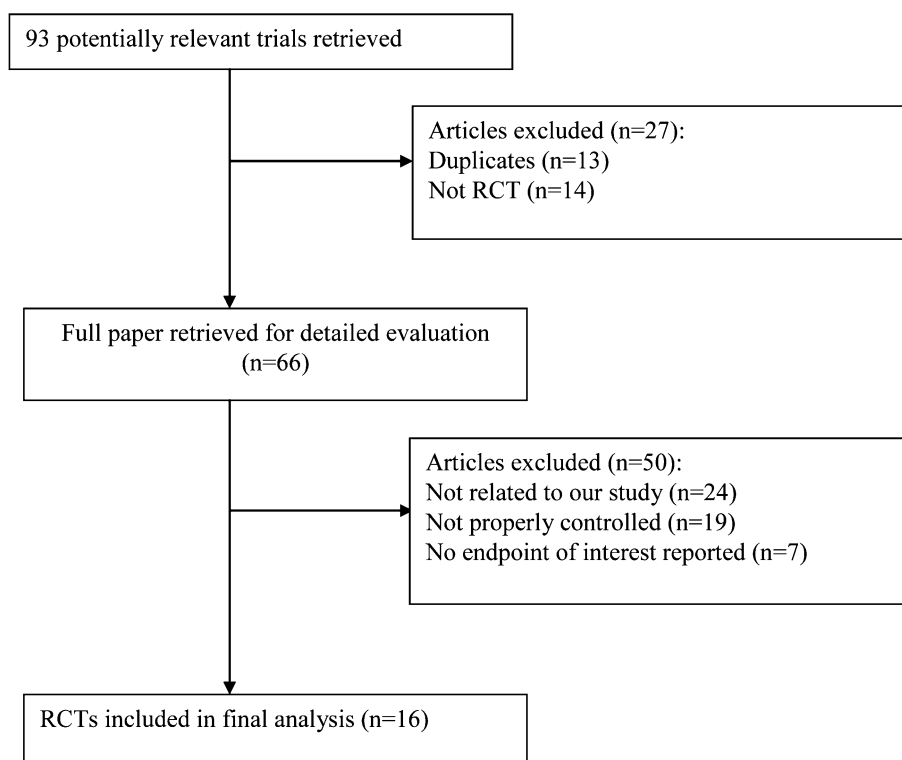 93 potentially relevant trials retrieved
Articles excluded (n=27):
Duplicates (n=13)
Not RCT (n=14)
Full paper retrieved for detailed evaluation
(n=66)
Articles excluded (n=50):
Not related to our study (n=24)
Not properly controlled (n=19)
No endpoint of interest reported (n=7)
RCTs included in final analysis (n=16)